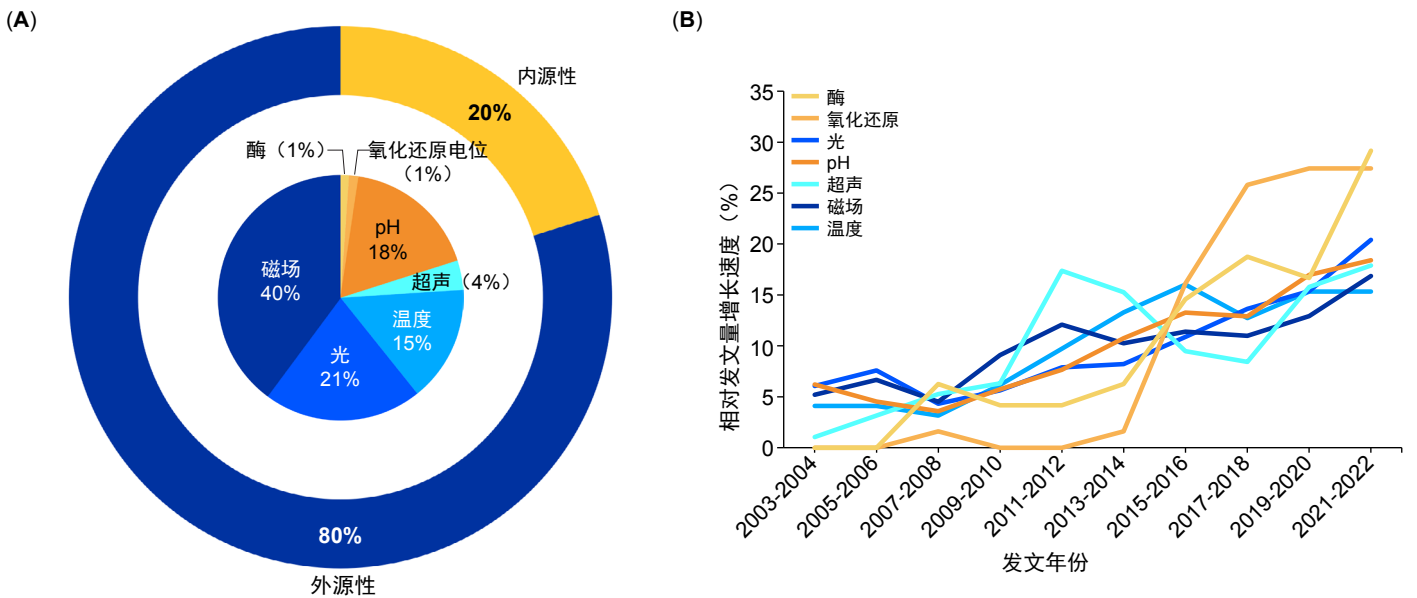 (A)
内源性
20%
酶（1%）
氧化还原电位
（1%）
pH
18%
超声（4%）
磁场
40%
温度
15%
光
21%
80%
外源性
(B)
相对发文量增长速度（%）
35
30
25
20
15
10
5
0
酶
氧化还原
光
pH
超声
磁场
温度
2003-2004
2005-2006
2007-2008
2009-2010
2011-2012
2013-2014
2015-2016
2017-2018
2019-2020
2021-2022
发文年份